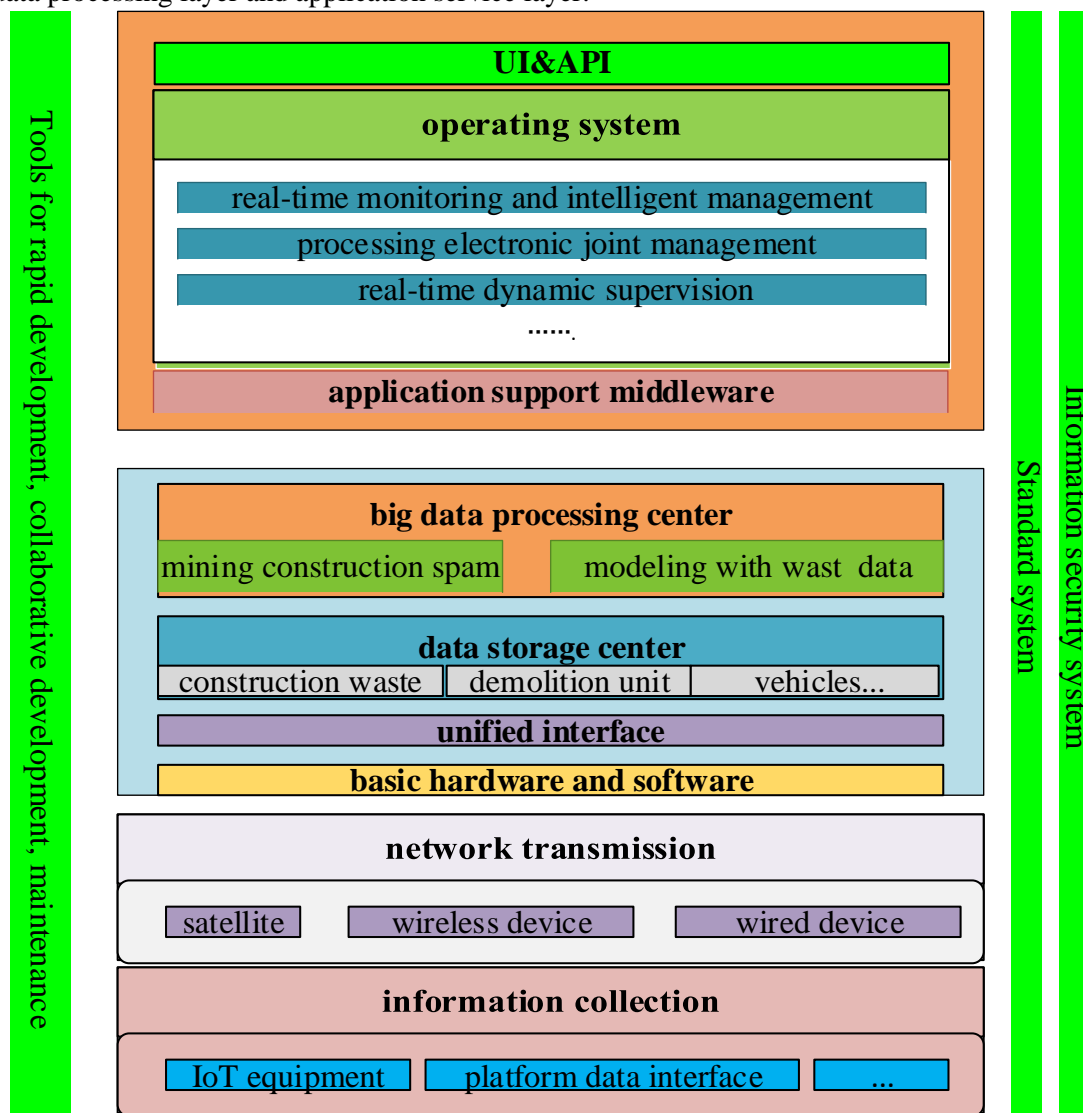 data processing layer and application service layer.
UI&API
operating system
real-time monitoring and intelligent management
processing electronic joint management
real-time dynamic supervision
.......
application support middleware
big data processing center
mining construction spam
modeling with wast data
data storage center
construction waste
demolition unit
vehicles...
unified interface
basic hardware and software
network transmission
satellite
wireless device
wired device
information collection
IoT equipment
platform data interface
...
Tools for rapid development, collaborative development, maintenance
Standard system
Information security system